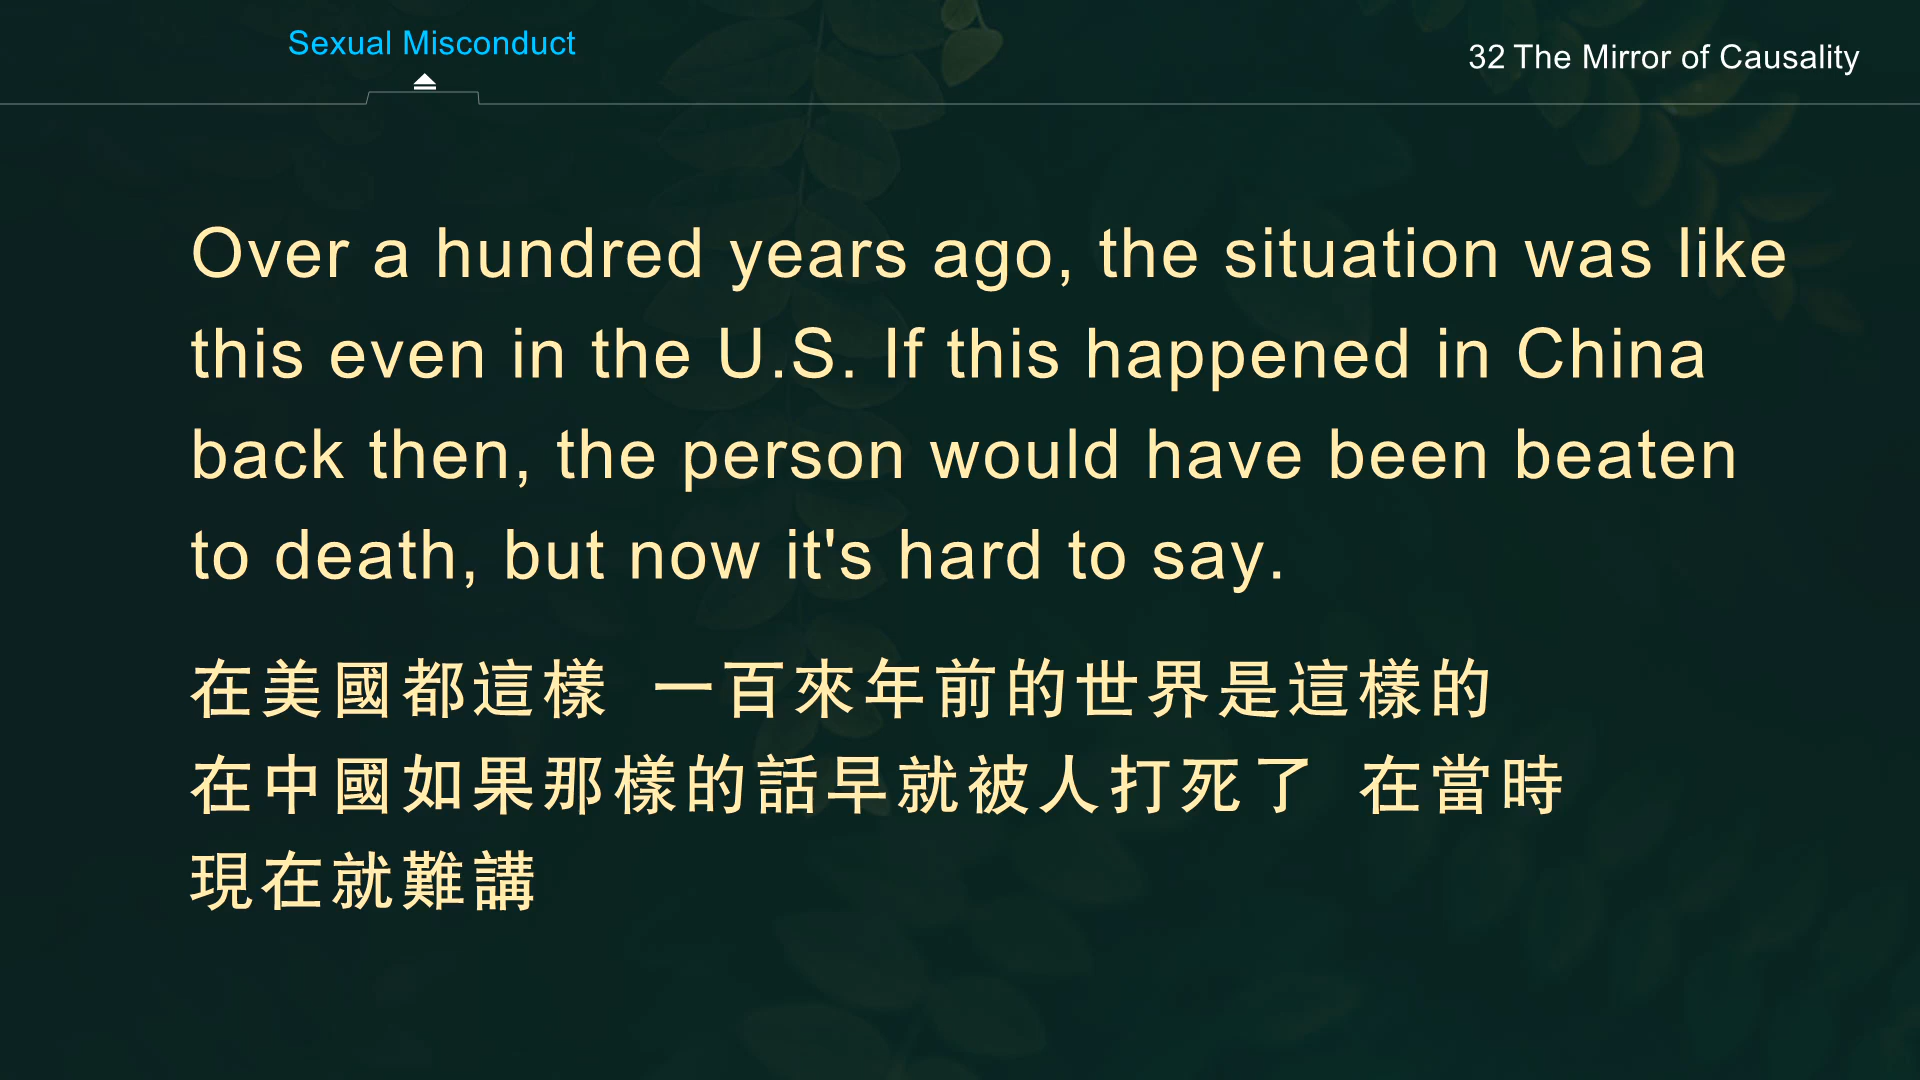 Sexual Misconduct
32 The Mirror of Causality
Over a hundred years ago, the situation was like
this even in the U.S. If this happened in China
back then, the person would have been beaten
to death, but now it's hard to say.
在美國都這樣 一百來年前的世界是這樣的
在中國如果那樣的話早就被人打死了 在當時
現在就難講